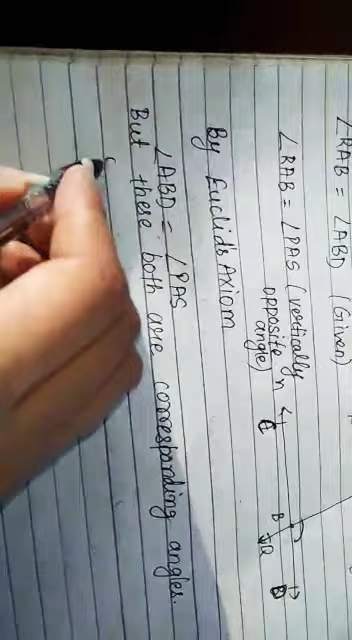 ∠RAB = ∠ABD (Given)
∠RAB = ∠PAS (vertically
opposite
angle)
By Euclid's Axiom
∠ABD = ∠PAS
But these both are corresponding angles.
n
C
B
D
Q